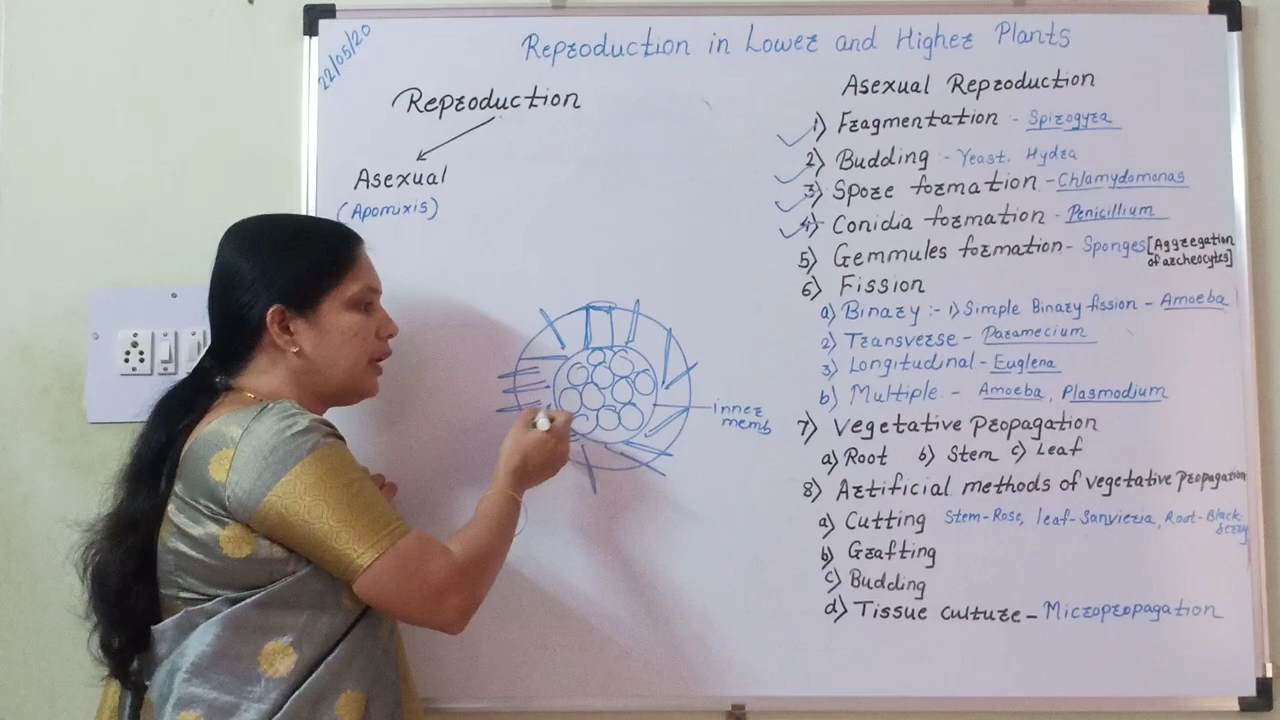 22/05/20
Reproduction in Lower and Higher Plants
Reproduction
Asexual
(Apomixis)
inner
memb
Asexual Reproduction
1) Fragmentation :- Spirogyra
2) Budding :- Yeast, Hydra
3) Spore formation - Chlamydomonas
4) Conidia formation - Penicillium
5) Gemmules formation - Sponges [Aggregation
of archeocytes]
6) Fission
a) Binary :- 1) Simple Binary fission - Amoeba
2) Transverse - Paramecium
3) Longitudinal - Euglena
b) Multiple - Amoeba, Plasmodium
7) Vegetative Propagation
a) Root b) Stem c) Leaf
8) Artificial methods of vegetative propagation
a) Cutting Stem-Rose, leaf-Sanvieria, Root-Black
berry
b) Grafting
c) Budding
d) Tissue culture - Micropropagation